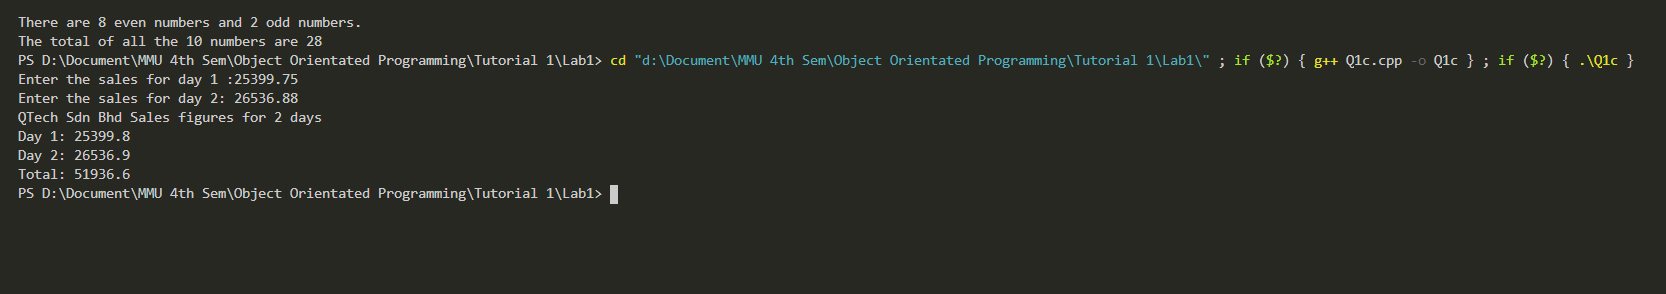 There are 8 even numbers and 2 odd numbers.
The total of all the 10 numbers are 28
PS D:\Document\MMU 4th Sem\Object Orientated Programming\Tutorial 1\Lab1> cd "d:\Document\MMU 4th Sem\Object Orientated Programming\Tutorial 1\Lab1\" ; if ($?) { g++ Q1c.cpp -o Q1c } ; if ($?) { .\Q1c }
Enter the sales for day 1 :25399.75
Enter the sales for day 2: 26536.88
QTech Sdn Bhd Sales figures for 2 days
Day 1: 25399.8
Day 2: 26536.9
Total: 51936.6
PS D:\Document\MMU 4th Sem\Object Orientated Programming\Tutorial 1\Lab1>